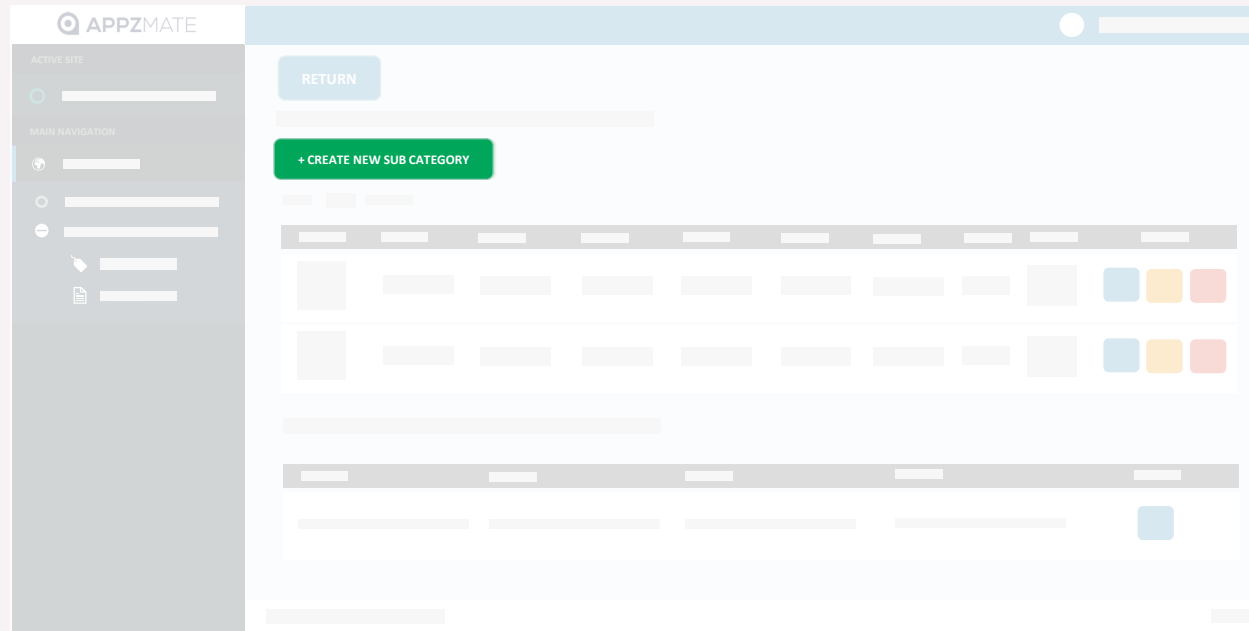 APPZMATE
ACTIVE SITE
MAIN NAVIGATION
RETURN
+ CREATE NEW SUB CATEGORY